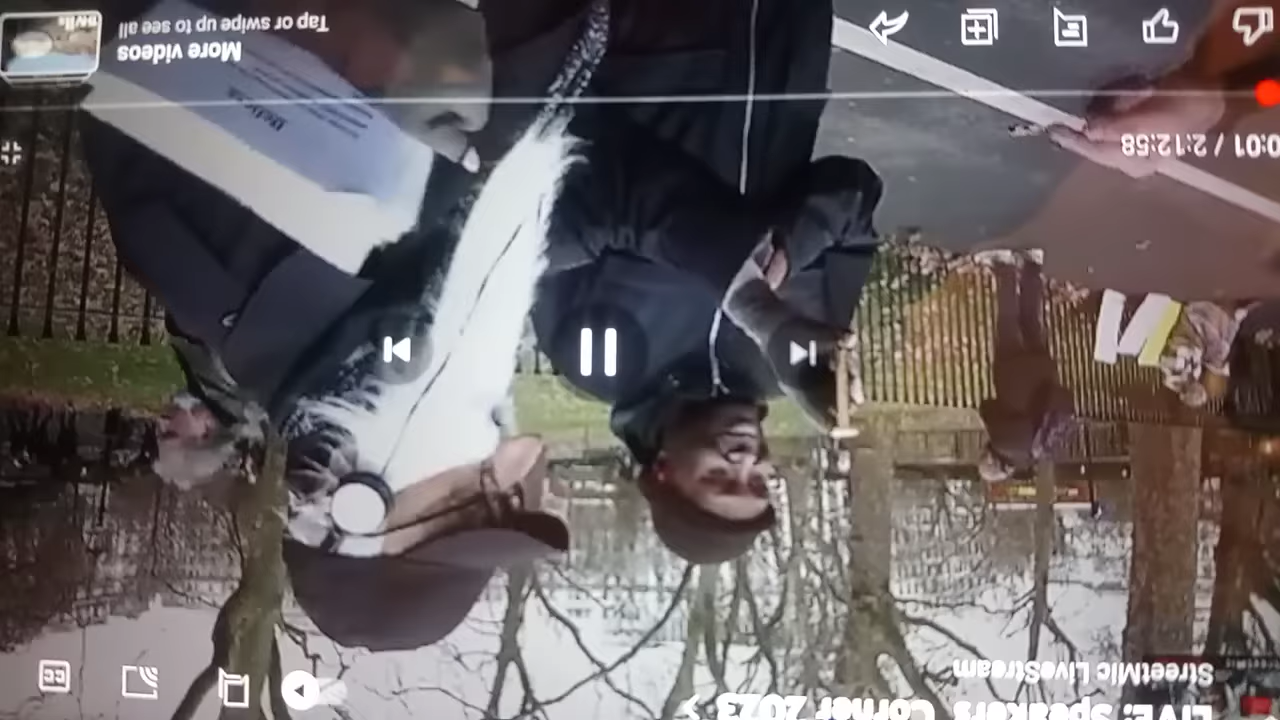 LIVE: Speakers Corner 2023 >
StreetMic LiveStream
0:01 / 2:12:58
More videos
Tap or swipe up to see all